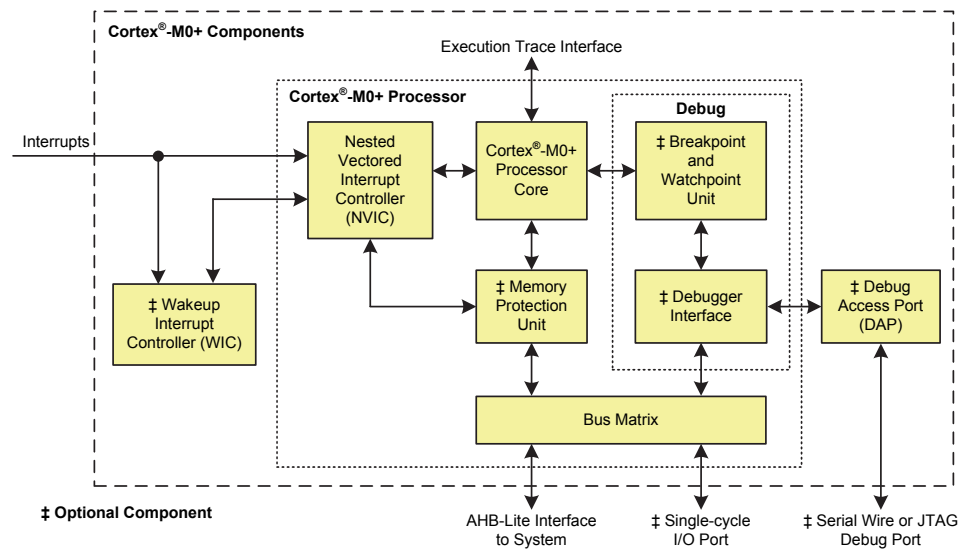 Cortex®-M0+ Components
Execution Trace Interface
Cortex®-M0+ Processor
Debug
Interrupts
Nested
Vectored
Interrupt
Controller
(NVIC)
Cortex®-M0+
Processor
Core
‡ Breakpoint
and
Watchpoint
Unit
‡ Wakeup
Interrupt
Controller (WIC)
‡ Memory
Protection
Unit
‡ Debugger
Interface
‡ Debug
Access Port
(DAP)
Bus Matrix
‡ Optional Component
AHB-Lite Interface
to System
‡ Single-cycle
I/O Port
‡ Serial Wire or JTAG
Debug Port